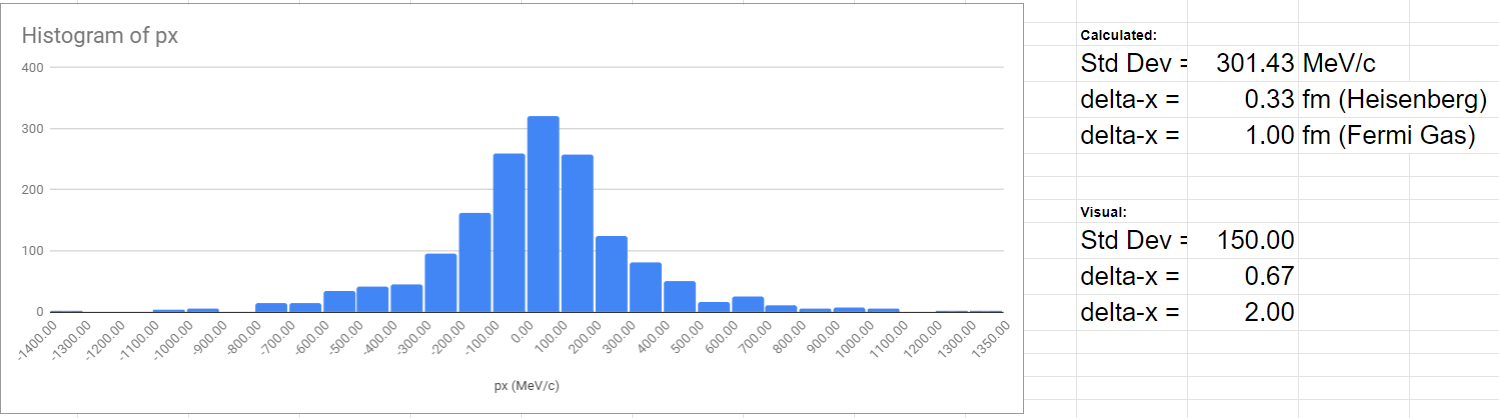 Histogram of px
400
300
200
100
0
-1400.00 -1300.00 -1200.00 -1100.00 -1000.00 -900.00 -800.00 -700.00 -600.00 -500.00 -400.00 -300.00 -200.00 -100.00 0.00 100.00 200.00 300.00 400.00 500.00 600.00 700.00 800.00 900.00 1000.00 1100.00 1200.00 1300.00 1350.00
px (MeV/c)
Calculated:
Std Dev = 301.43 MeV/c
delta-x = 0.33 fm (Heisenberg)
delta-x = 1.00 fm (Fermi Gas)
Visual:
Std Dev = 150.00
delta-x = 0.67
delta-x = 2.00